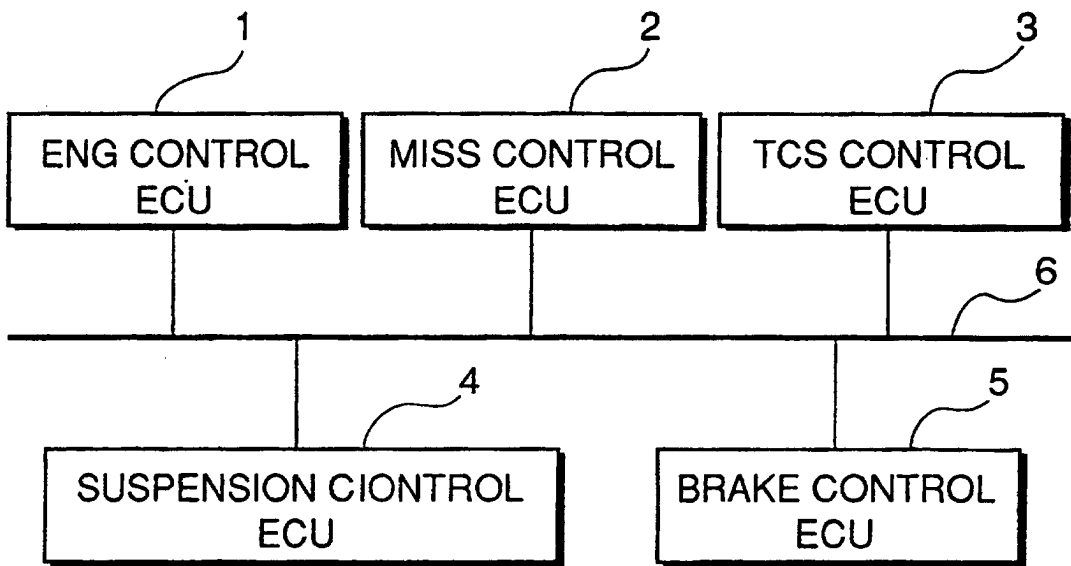 1
2
3
ENG CONTROL
ECU
MISS CONTROL
ECU
TCS CONTROL
ECU
6
4
5
SUSPENSION CIONTROL
ECU
BRAKE CONTROL
ECU